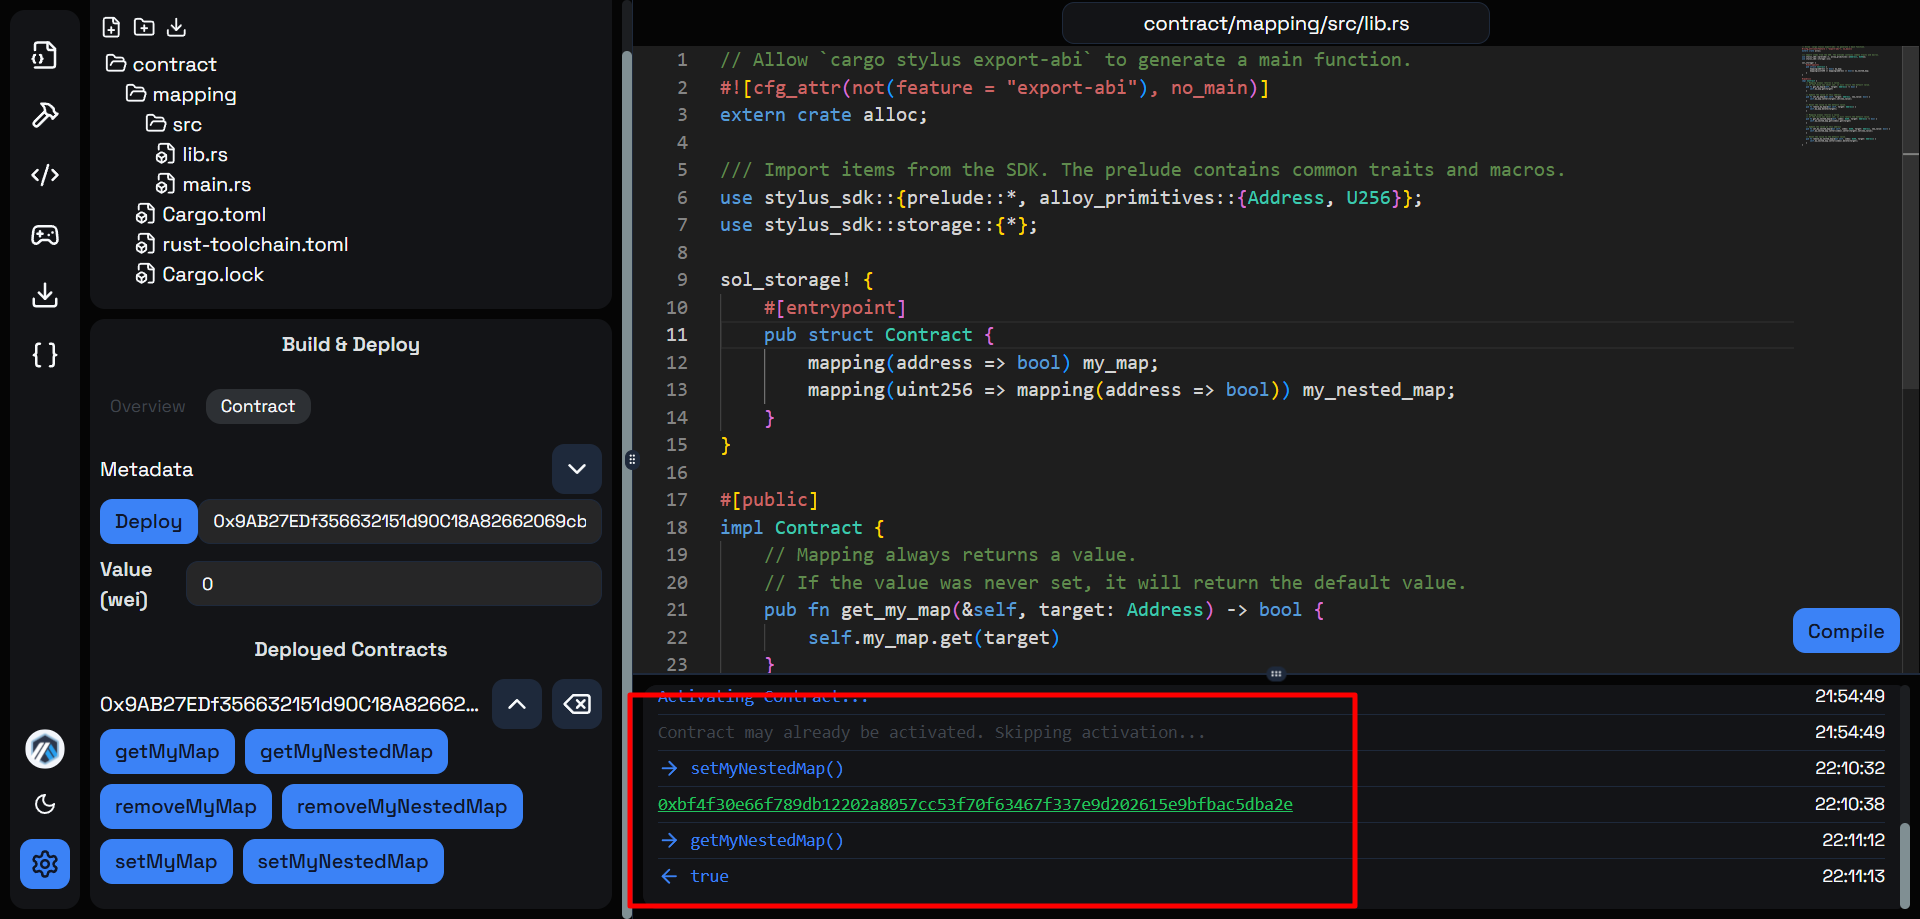 contract
mapping
src
lib.rs
main.rs
Cargo.toml
rust-toolchain.toml
Cargo.lock
Build & Deploy
Overview
Contract
Metadata
Deploy
0x9AB27EDf356632151d90C18A82662069cb
Value
(wei)
0
Deployed Contracts
0x9AB27EDf356632151d90C18A82662...
getMyMap
getMyNestedMap
removeMyMap
removeMyNestedMap
setMyMap
setMyNestedMap
contract/mapping/src/lib.rs
1 // Allow `cargo stylus export-abi` to generate a main function.
2 #![cfg_attr(not(feature = "export-abi"), no_main)]
3 extern crate alloc;
4
5 /// Import items from the SDK. The prelude contains common traits and macros.
6 use stylus_sdk::{prelude::*, alloy_primitives::{Address, U256}};
7 use stylus_sdk::storage::{*};
8
9 sol_storage! {
10 #[entrypoint]
11 pub struct Contract {
12 mapping(address => bool) my_map;
13 mapping(uint256 => mapping(address => bool)) my_nested_map;
14 }
15 }
16
17 #[public]
18 impl Contract {
19 // Mapping always returns a value.
20 // If the value was never set, it will return the default value.
21 pub fn get_my_map(&self, target: Address) -> bool {
22 self.my_map.get(target)
23 }
Compile
Activating Contract... 21:54:49
Contract may already be activated. Skipping activation... 21:54:49
→ setMyNestedMap() 22:10:32
0xbf4f30e66f789db12202a8057cc53f70f63467f337e9d202615e9bfbac5dba2e 22:10:38
→ getMyNestedMap() 22:11:12
← true 22:11:13